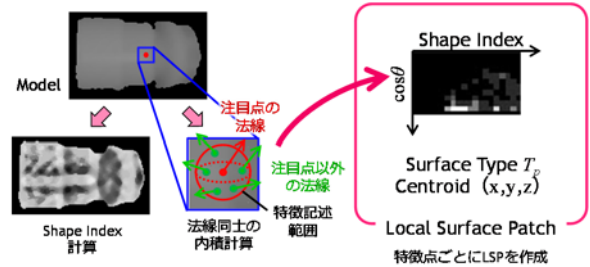 Model
Shape Index
計算
注目点の
法線
注目点以外
の法線
特徴記述
範囲
法線同士の
内積計算
Shape Index
cosθ
Surface Type Tp
Centroid (x,y,z)
Local Surface Patch
特徴点ごとにLSPを作成